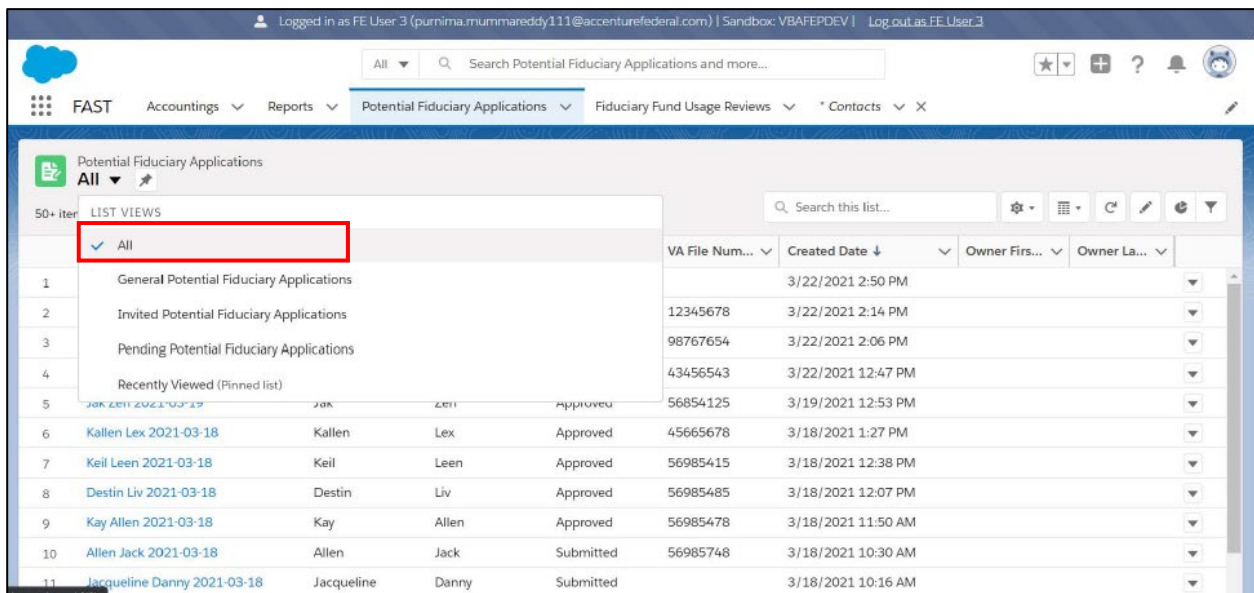 Logged in as FE User 3 (purnima.mummareddy111@accenturefederal.com) | Sandbox: VBAFEPDEV | Log out as FE User 3
All Search Potential Fiduciary Applications and more...
FAST Accountings Reports Potential Fiduciary Applications Fiduciary Fund Usage Reviews * Contacts
Potential Fiduciary Applications
All
50+ LIST VIEWS Search this list...
All VA File Num... Created Date Owner Firs... Owner La...
1 General Potential Fiduciary Applications 3/22/2021 2:50 PM
2 Invited Potential Fiduciary Applications 12345678 3/22/2021 2:14 PM
3 Pending Potential Fiduciary Applications 98767654 3/22/2021 2:06 PM
4 Recently Viewed (Pinned list) 43456543 3/22/2021 12:47 PM
5 Jak Zen 2021-03-19 Jak Zen Approved 56854125 3/19/2021 12:53 PM
6 Kallen Lex 2021-03-18 Kallen Lex Approved 45665678 3/18/2021 1:27 PM
7 Keil Leen 2021-03-18 Keil Leen Approved 56985415 3/18/2021 12:38 PM
8 Destin Liv 2021-03-18 Destin Liv Approved 56985485 3/18/2021 12:07 PM
9 Kay Allen 2021-03-18 Kay Allen Approved 56985478 3/18/2021 11:50 AM
10 Allen Jack 2021-03-18 Allen Jack Submitted 56985748 3/18/2021 10:30 AM
11 Jacqueline Danny 2021-03-18 Jacqueline Danny Submitted 3/18/2021 10:16 AM